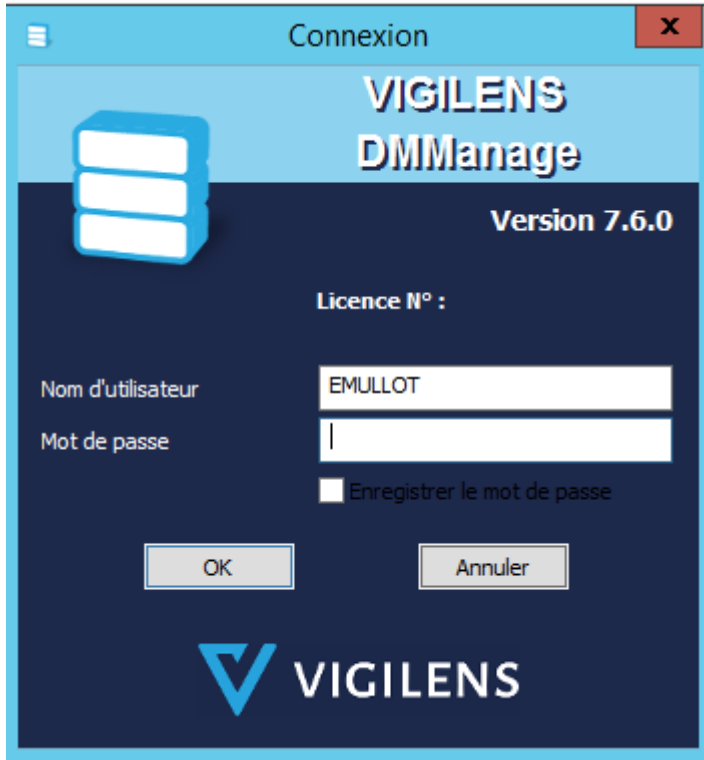 Connexion
x
VIGILENS
DMManage
Version 7.6.0
Licence N° :
Nom d'utilisateur
EMULLOT
Mot de passe
Enregistrer le mot de passe
OK
Annuler
VIGILENS